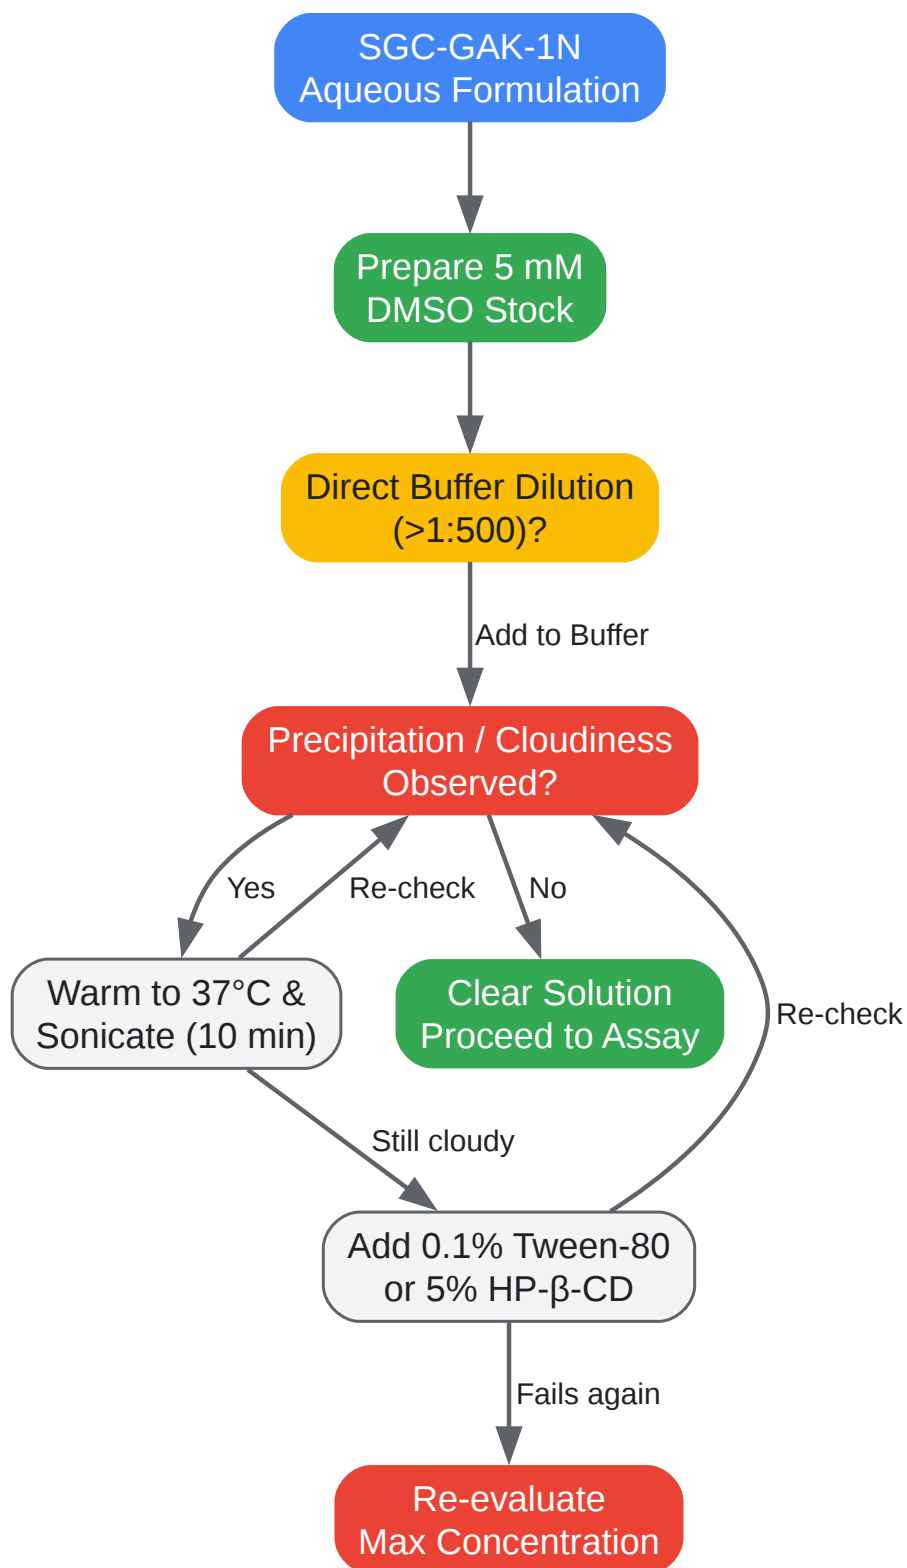 SGC-GAK-1N
Aqueous Formulation
Prepare 5 mM
DMSO Stock
Direct Buffer Dilution
(>1:500)?
Add to Buffer
Precipitation / Cloudiness
Observed?
Yes
Re-check
No
Warm to 37°C &
Sonicate (10 min)
Clear Solution
Proceed to Assay
Re-check
Still cloudy
Add 0.1% Tween-80
or 5% HP-β-CD
Fails again
Re-evaluate
Max Concentration